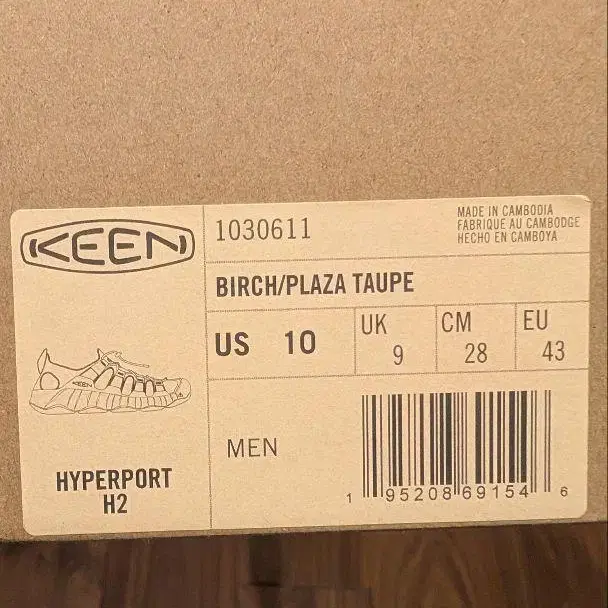 KEEN
1030611
MADE IN CAMBODIA
FABRIQUE AU CAMBODGE
HECHO EN CAMBOYA
BIRCH/PLAZA TAUPE
US 10
UK 9
CM 28
EU 43
KEEN
HYPERPORT
H2
MEN
1 95208 69154 6